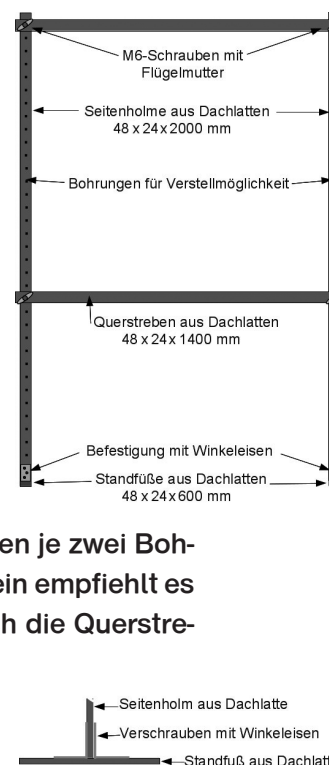 M6-Schrauben mit
Flügelmutter
Seitenholme aus Dachlatten
48 x 24 x 2000 mm
Bohrungen für Verstellmöglichkeit
Querstreben aus Dachlatten
48 x 24 x 1400 mm
Befestigung mit Winkeleisen
Standfüße aus Dachlatten
48 x 24 x 600 mm
en je zwei Boh-
ein empfiehlt es
h die Querstre-
Seitenholm aus Dachlatte
Verschrauben mit Winkeleisen
Standfuß aus Dachlatt